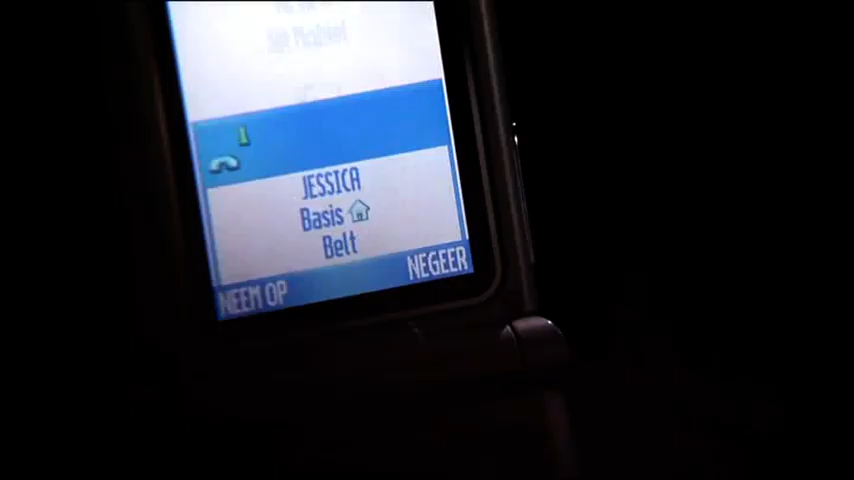 JESSICA
Basis
Belt
NEEM OP
NEGEER